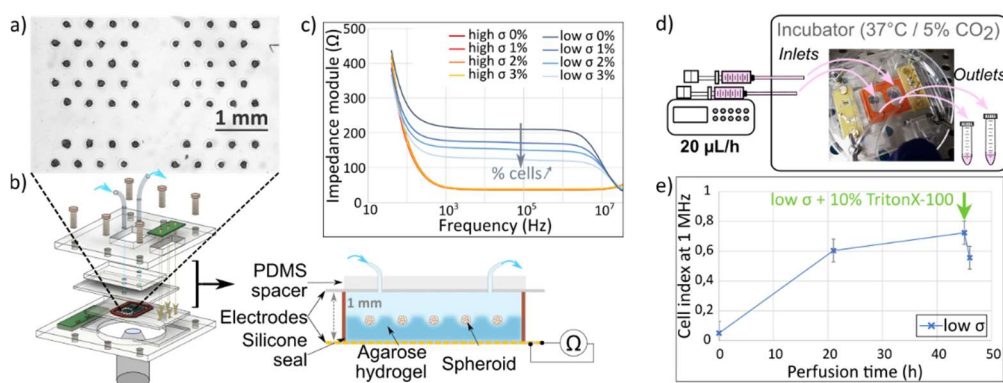 a)
1 mm
b)
PDMS
spacer
Electrodes
Silicone
seal
1 mm
Agarose
hydrogel
Spheroid
Ω
c)
Impedance module (Ω)
500
400
300
200
100
0
high σ 0%
high σ 1%
high σ 2%
high σ 3%
low σ 0%
low σ 1%
low σ 2%
low σ 3%
% cells↗
10
10³
10⁵
10⁷
Frequency (Hz)
d)
Incubator (37°C / 5% CO₂)
Inlets
Outlets
20 µL/h
e)
Cell index at 1 MHz
1
0,8
0,6
0,4
0,2
0
low σ + 10% TritonX-100
low σ
0
10
20
30
40
50
Perfusion time (h)